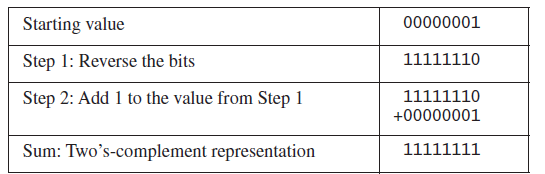 Starting value 00000001
Step 1: Reverse the bits 11111110
Step 2: Add 1 to the value from Step 1 11111110
+00000001
Sum: Two’s-complement representation 11111111